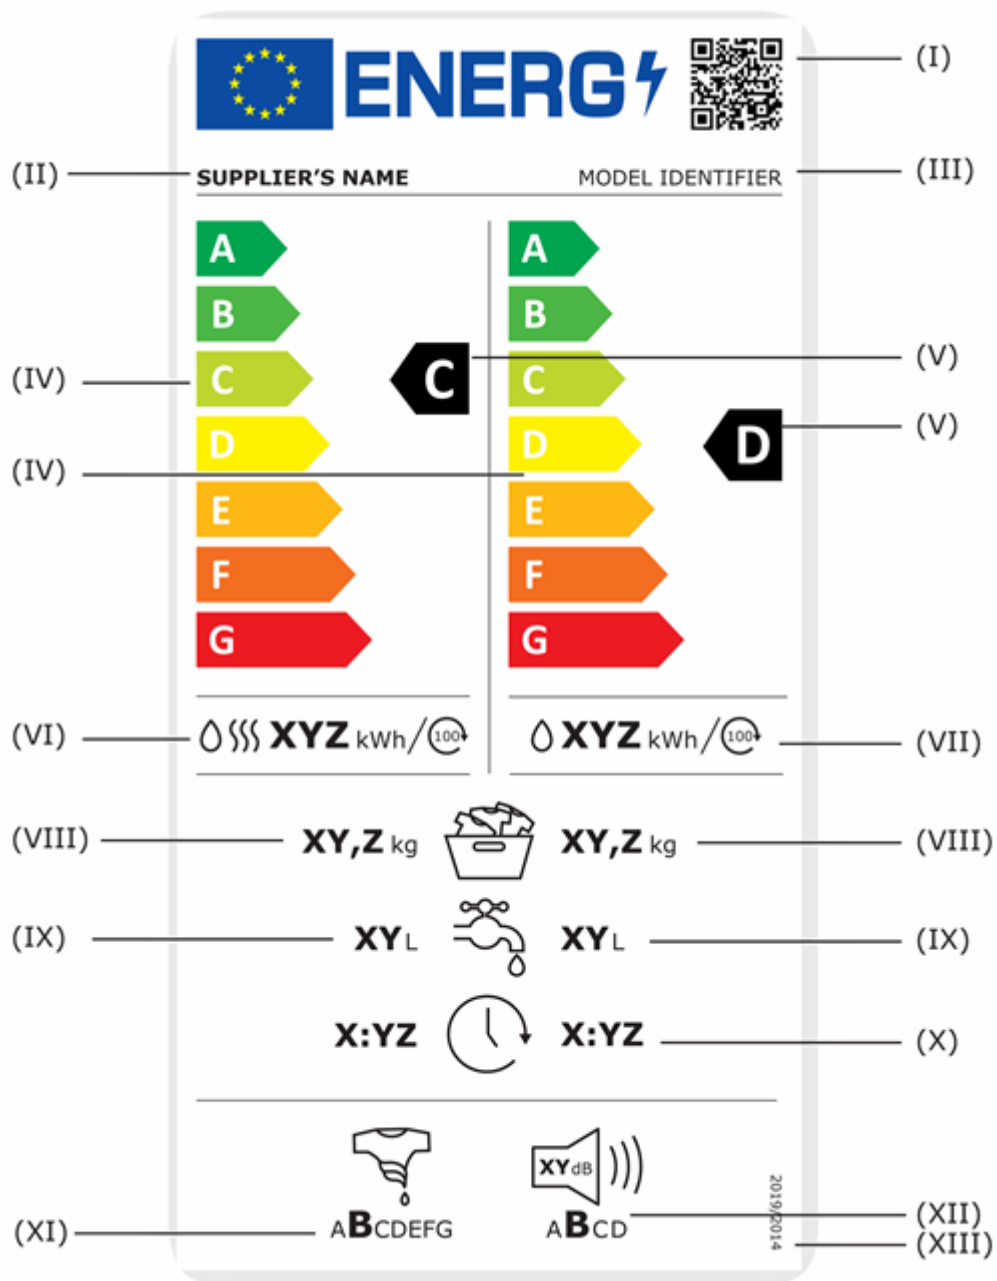 ENERG
(I)
(II)
SUPPLIER'S NAME
MODEL IDENTIFIER
(III)
A
A
B
B
(IV)
C
C
C
(V)
D
D
D
(V)
(IV)
E
E
F
F
G
G
(VI)
XYZ kWh/100
XYZ kWh/100
(VII)
(VIII)
XY,Z kg
XY,Z kg
(VIII)
(IX)
XY L
XY L
(IX)
X:YZ
X:YZ
(X)
XY dB
2019/2014
(XI)
ABCDEFG
ABCD
(XII)
(XIII)